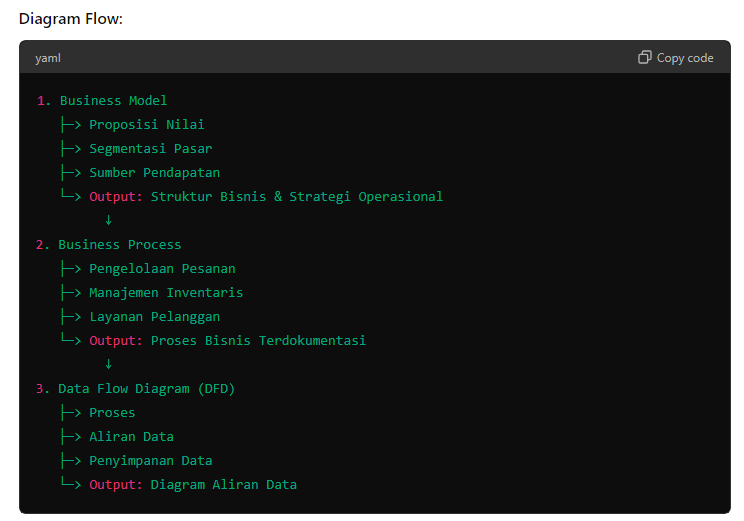 Diagram Flow:
yaml
Copy code
1. Business Model
├─> Proposisi Nilai
├─> Segmentasi Pasar
├─> Sumber Pendapatan
└─> Output: Struktur Bisnis & Strategi Operasional
↓
2. Business Process
├─> Pengelolaan Pesanan
├─> Manajemen Inventaris
├─> Layanan Pelanggan
└─> Output: Proses Bisnis Terdokumentasi
↓
3. Data Flow Diagram (DFD)
├─> Proses
├─> Aliran Data
├─> Penyimpanan Data
└─> Output: Diagram Aliran Data